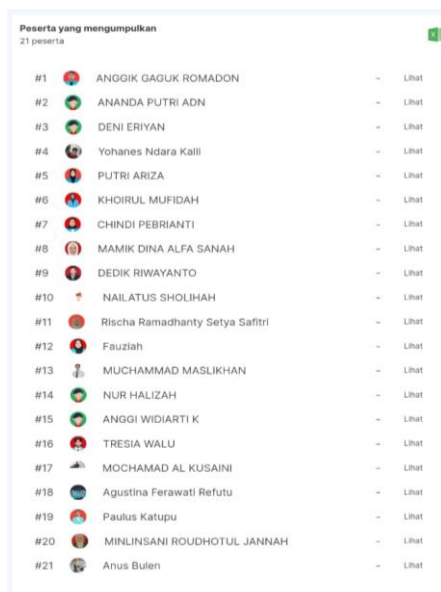 Peserta yang mengumpulkan
21 peserta
#1 ANGGIK GAGUK ROMADON - Lihat
#2 ANANDA PUTRI ADN - Lihat
#3 DENI ERIYAN - Lihat
#4 Yohanes Ndara Kalli - Lihat
#5 PUTRI ARIZA - Lihat
#6 KHOIRUL MUFIDAH - Lihat
#7 CHINDI PEBRIANTI - Lihat
#8 MAMIK DINA ALFA SANAH - Lihat
#9 DEDIK RIWAYANTO - Lihat
#10 NAILATUS SHOLIHAH - Lihat
#11 Rischa Ramadhanty Setya Safitri - Lihat
#12 Fauziah - Lihat
#13 MUCHAMMAD MASLIKHAN - Lihat
#14 NUR HALIZAH - Lihat
#15 ANGGI WIDIARTI K - Lihat
#16 TRESIA WALU - Lihat
#17 MOCHAMAD AL KUSAINI - Lihat
#18 Agustina Ferawati Refutu - Lihat
#19 Paulus Katupu - Lihat
#20 MINLINSANI ROUDHOTUL JANNAH - Lihat
#21 Anus Bulen - Lihat